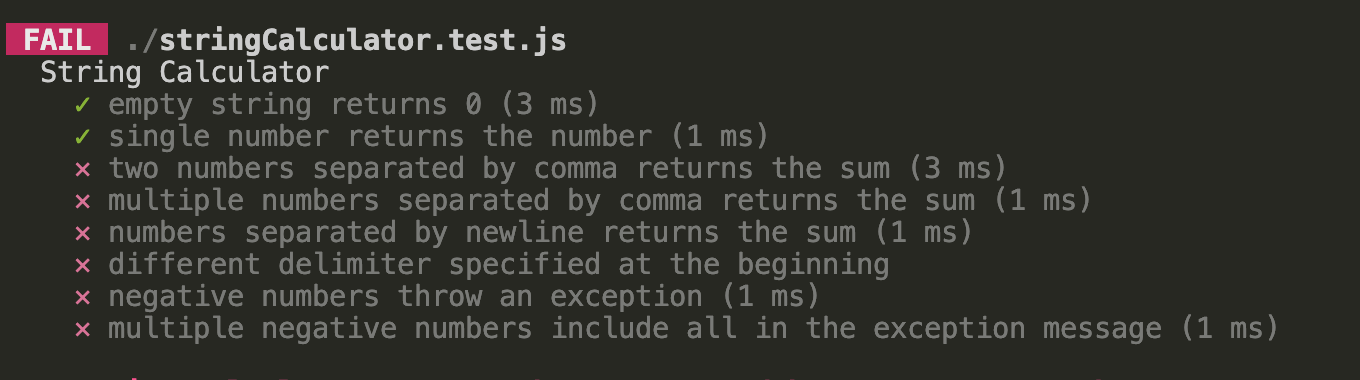 FAIL ./stringCalculator.test.js
String Calculator
✓ empty string returns 0 (3 ms)
✓ single number returns the number (1 ms)
✕ two numbers separated by comma returns the sum (3 ms)
✕ multiple numbers separated by comma returns the sum (1 ms)
✕ numbers separated by newline returns the sum (1 ms)
✕ different delimiter specified at the beginning
✕ negative numbers throw an exception (1 ms)
✕ multiple negative numbers include all in the exception message (1 ms)